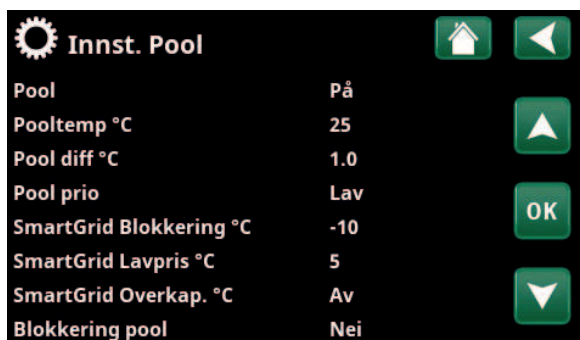 Innst. Pool
Pool På
Pooltemp °C 25
Pool diff °C 1.0
Pool prio Lav
SmartGrid Blokkering °C -10
SmartGrid Lavpris °C 5
SmartGrid Overkap. °C Av
Blokkering pool Nei
OK